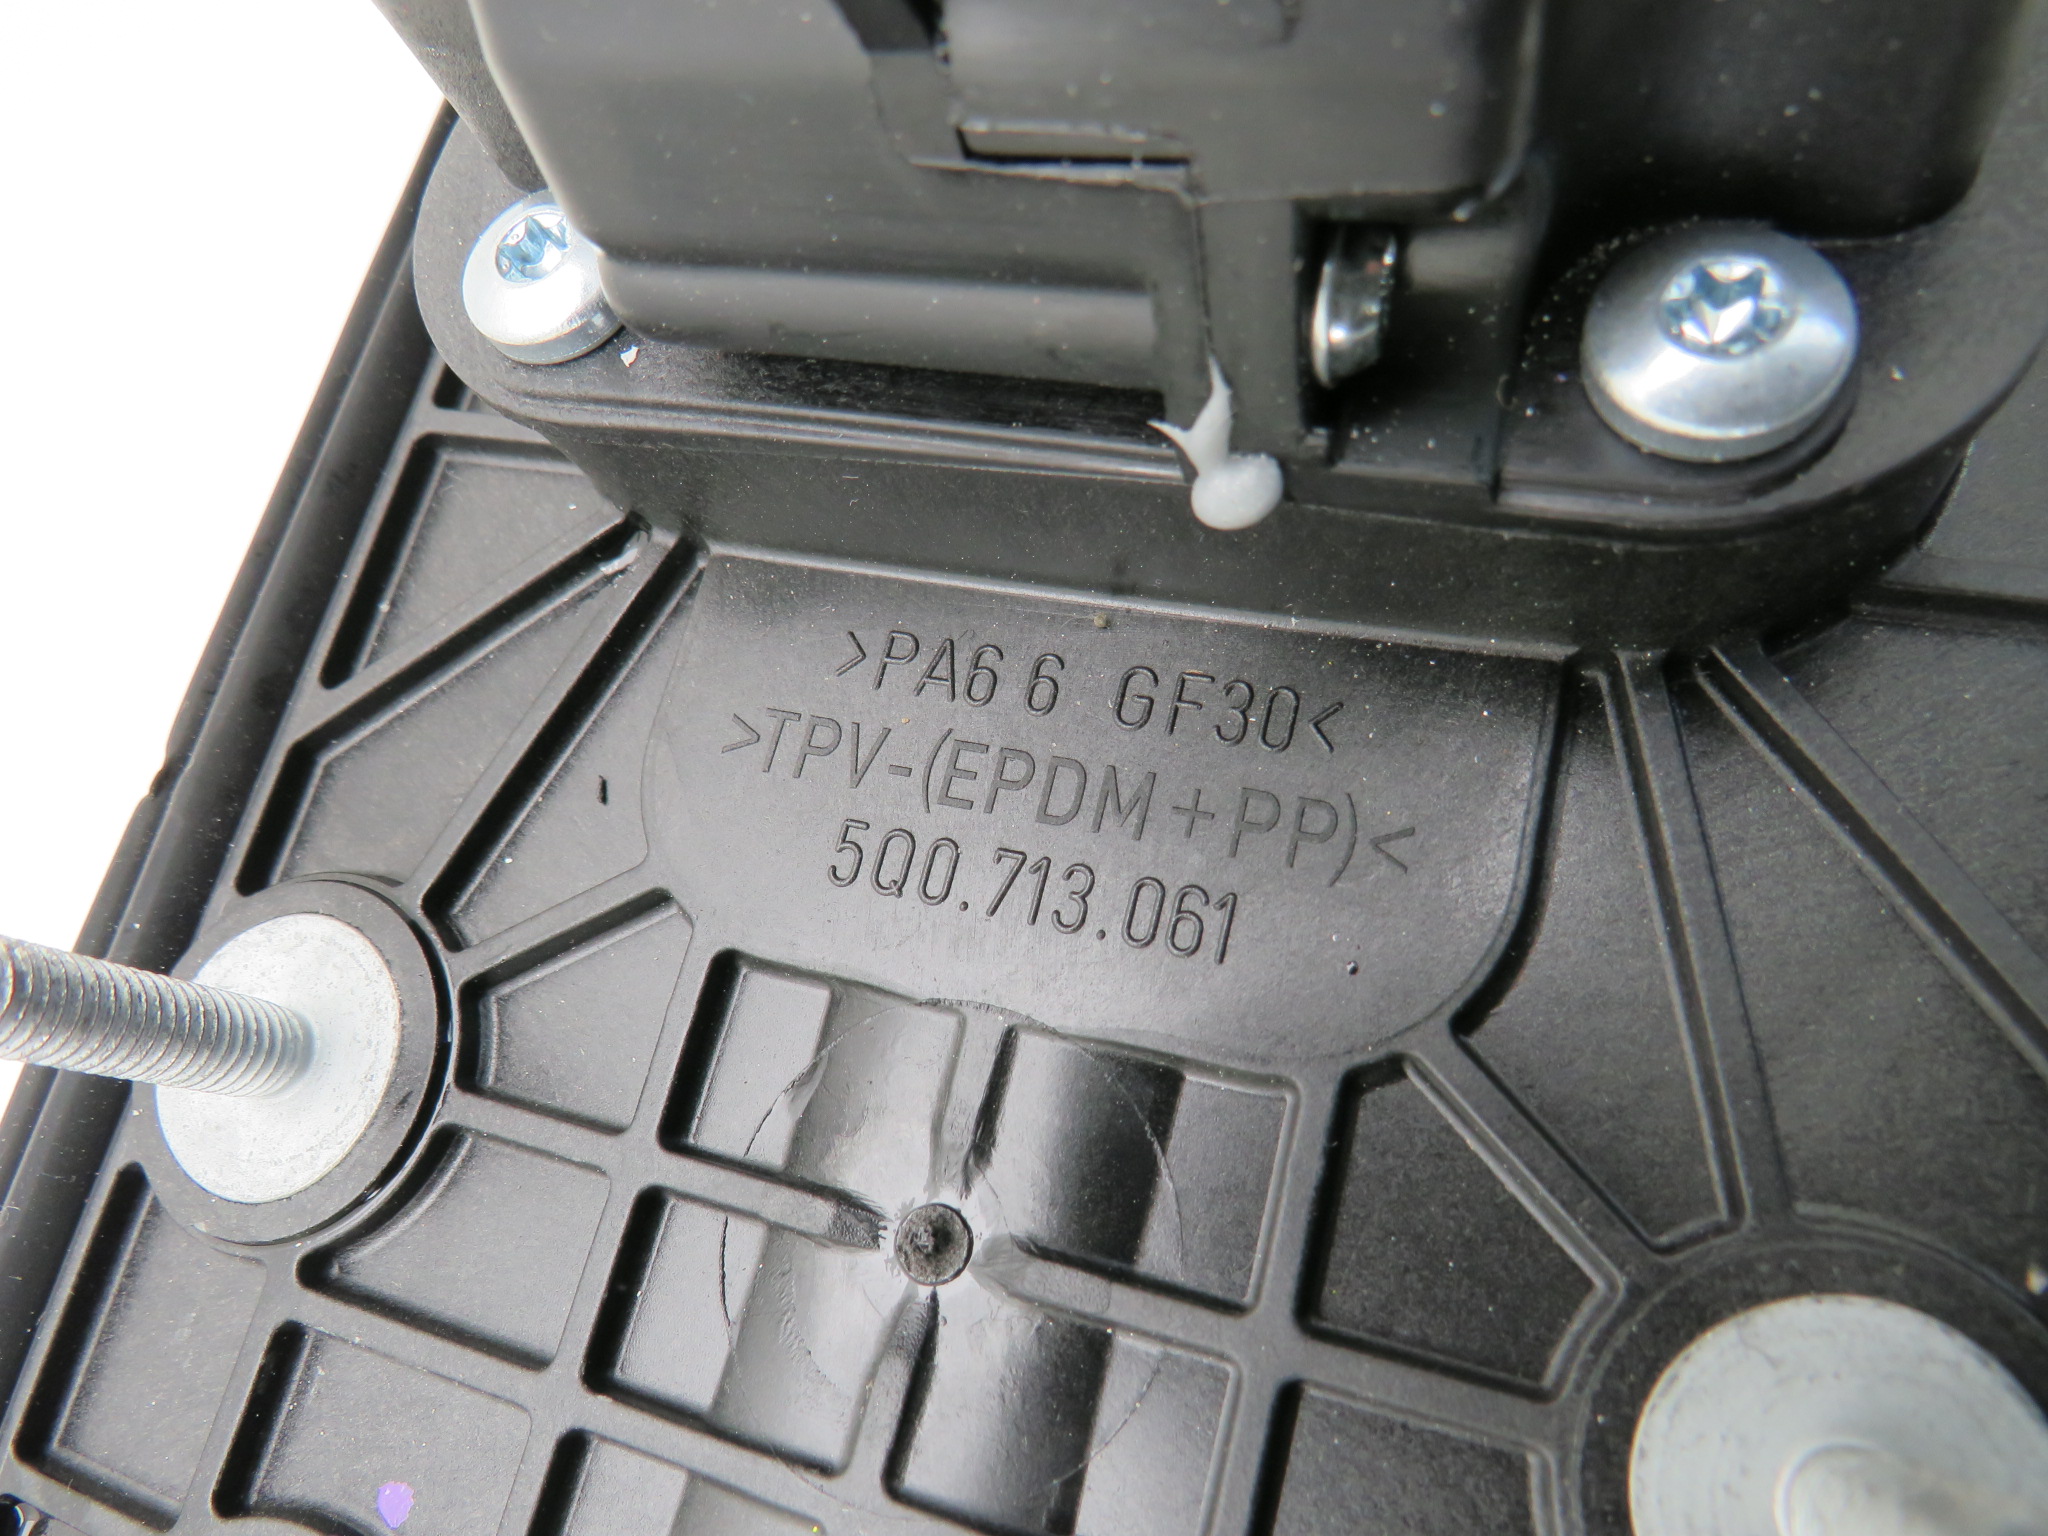 >PA6 6 GF30<
>TPV-(EPDM+PP)<
5Q0.713.061